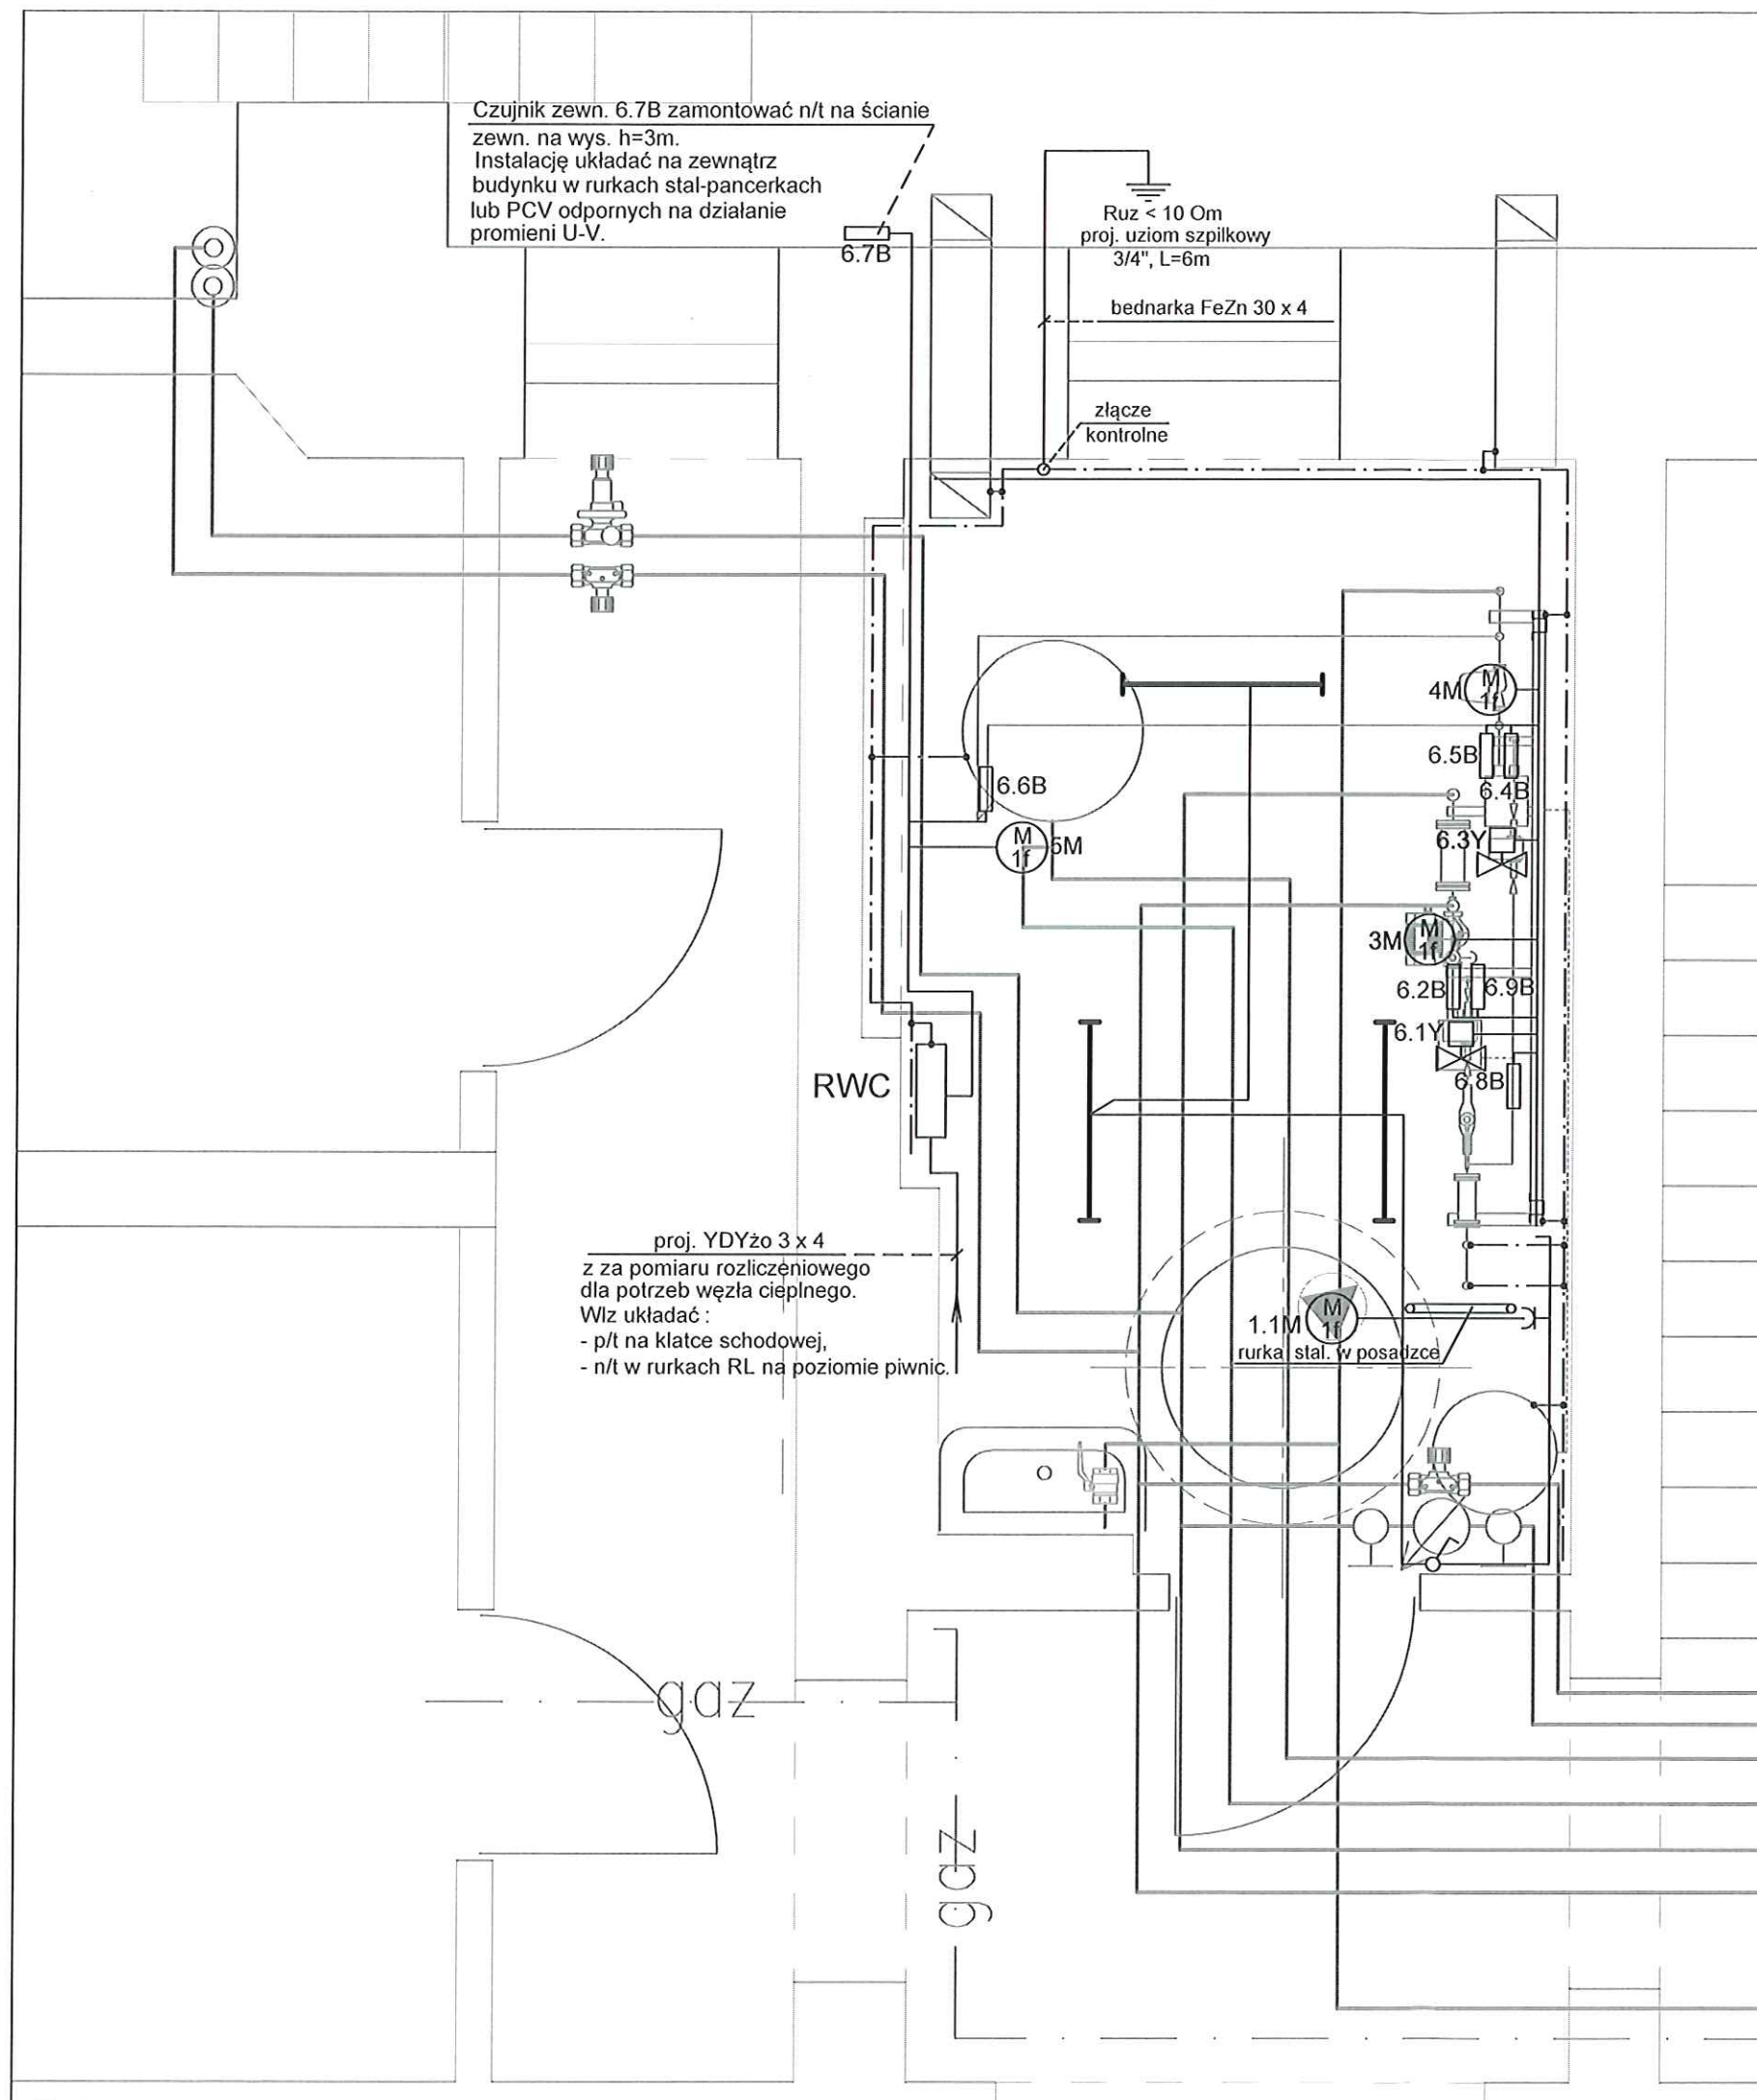 Czujnik zewn. 6.7B zamontować n/t na ścianie
zewn. na wys. h=3m.
Instalację układać na zewnątrz
budynku w rurkach stal-pancerkach
lub PCV odpornych na działanie
promieni U-V.
6.7B
Ruz < 10 Om
proj. uziom szpilkowy
3/4", L=6m
bednarka FeZn 30 x 4
złącze
kontrolne
4M
M
1f
6.5B
6.4B
6.6B
M
1f
5M
6.3Y
3M
M
1f
6.2B
6.9B
6.1Y
6.8B
RWC
proj. YDYżo 3 x 4
z za pomiaru rozliczeniowego
dla potrzeb węzła cieplnego.
Wlz układać :
- p/t na klatce schodowej,
- n/t w rurkach RL na poziomie piwnic.
1.1M
M
1f
rurka stal. w posadzce
gaz
gaz